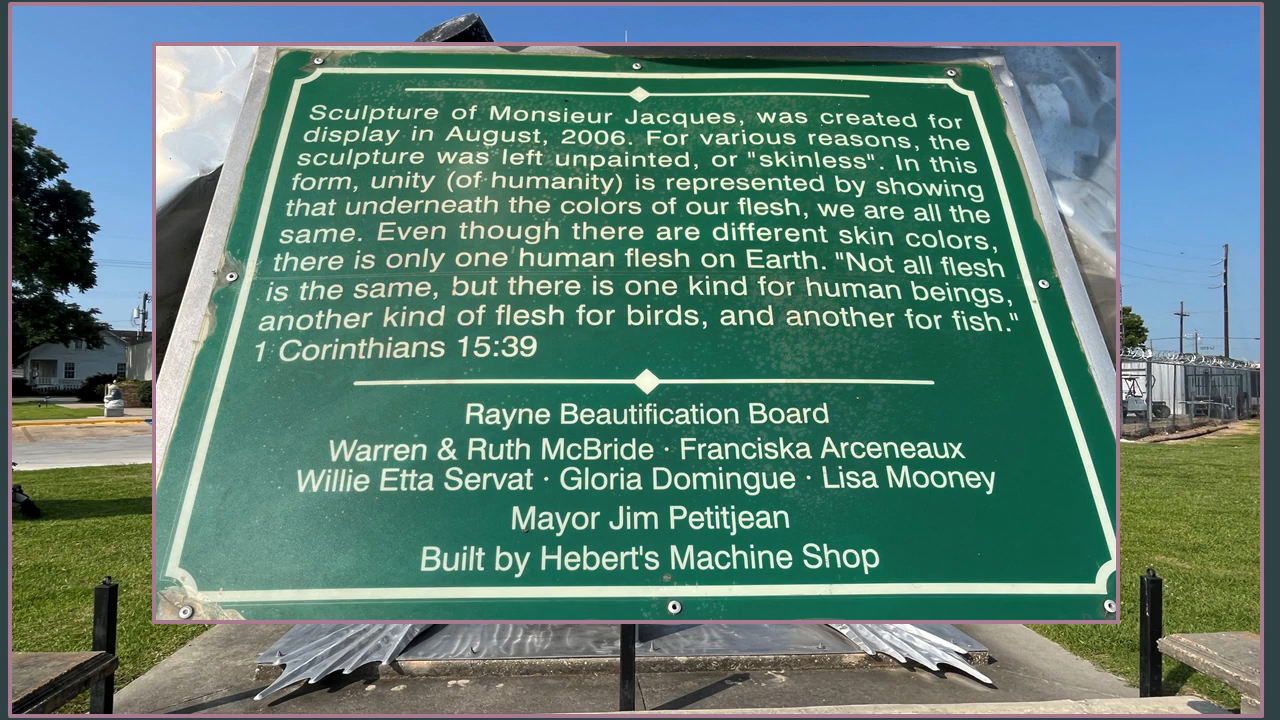 Sculpture of Monsieur Jacques, was created for
display in August, 2006. For various reasons, the
sculpture was left unpainted, or "skinless". In this
form, unity (of humanity) is represented by showing
that underneath the colors of our flesh, we are all the
same. Even though there are different skin colors,
there is only one human flesh on Earth. "Not all flesh
is the same, but there is one kind for human beings,
another kind of flesh for birds, and another for fish."
1 Corinthians 15:39
Rayne Beautification Board
Warren & Ruth McBride · Franciska Arceneaux
Willie Etta Servat · Gloria Domingue · Lisa Mooney
Mayor Jim Petitjean
Built by Hebert's Machine Shop